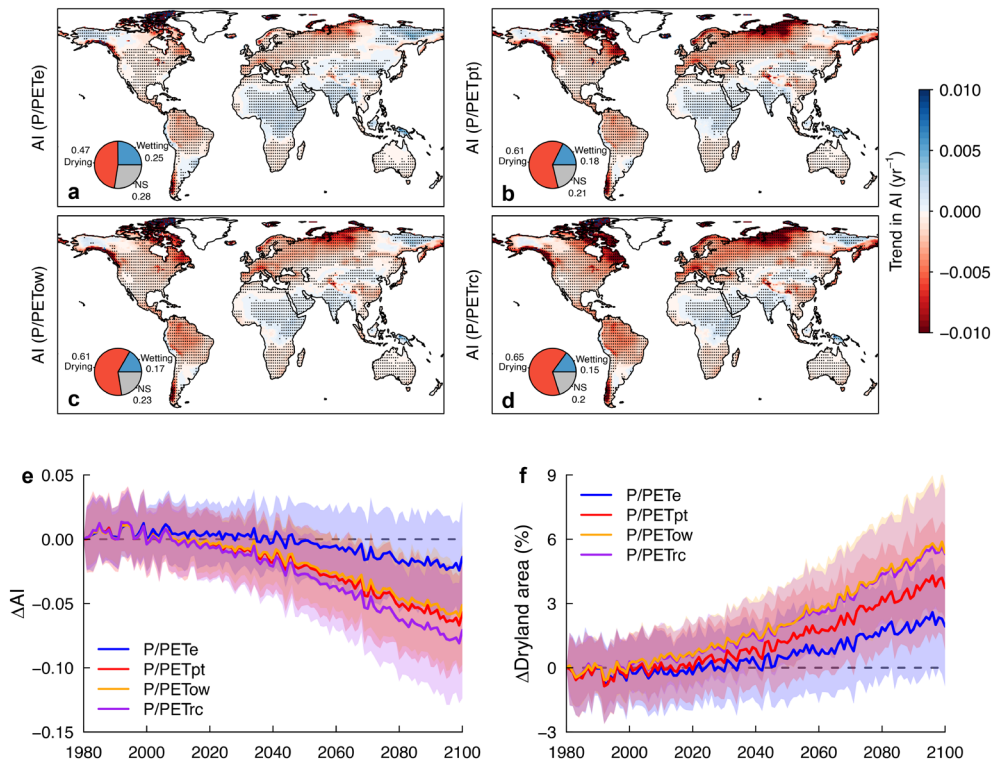 AI (P/PETe)
0.47
Drying
Wetting
0.25
NS
0.28
a
AI (P/PETpt)
0.61
Drying
Wetting
0.18
NS
0.21
b
AI (P/PETow)
0.61
Drying
Wetting
0.17
NS
0.23
c
AI (P/PETrc)
0.65
Drying
Wetting
0.15
NS
0.2
d
0.010
0.005
0.000
−0.005
−0.010
Trend in AI (yr⁻¹)
e
0.05
0.00
−0.05
−0.10
−0.15
ΔAI
P/PETe
P/PETpt
P/PETow
P/PETrc
1980 2000 2020 2040 2060 2080 2100
f
9
6
3
0
−3
ΔDryland area (%)
P/PETe
P/PETpt
P/PETow
P/PETrc
1980 2000 2020 2040 2060 2080 2100